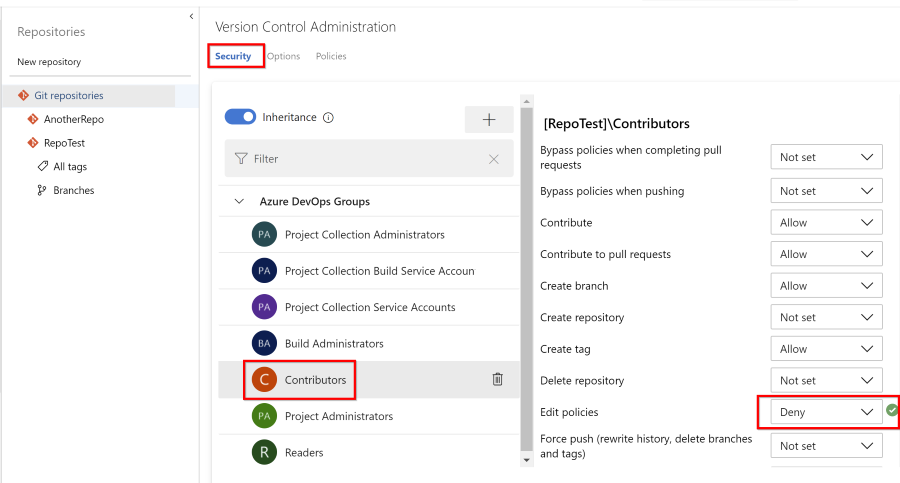 Repositories
New repository
Git repositories
AnotherRepo
RepoTest
All tags
Branches
Version Control Administration
Security Options Policies
Inheritance
Filter
Azure DevOps Groups
PA Project Collection Administrators
PA Project Collection Build Service Accoun
PA Project Collection Service Accounts
BA Build Administrators
C Contributors
PA Project Administrators
R Readers
[RepoTest]\Contributors
Bypass policies when completing pull
requests Not set
Bypass policies when pushing Not set
Contribute Allow
Contribute to pull requests Allow
Create branch Allow
Create repository Not set
Create tag Allow
Delete repository Not set
Edit policies Deny
Force push (rewrite history, delete branches
and tags) Not set